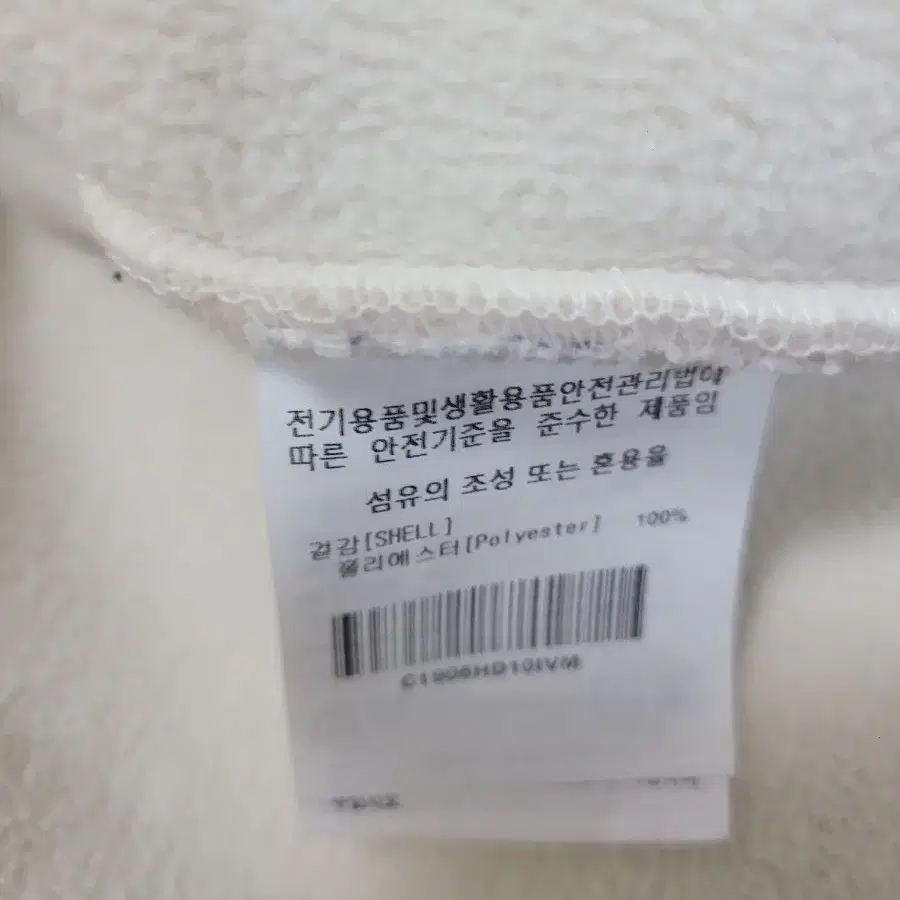 전기용품및생활용품안전관리법에
따른 안전기준을 준수한 제품임
섬유의 조성 또는 혼용율
겉감[SHELL]
폴리에스터[Polyester] 100%